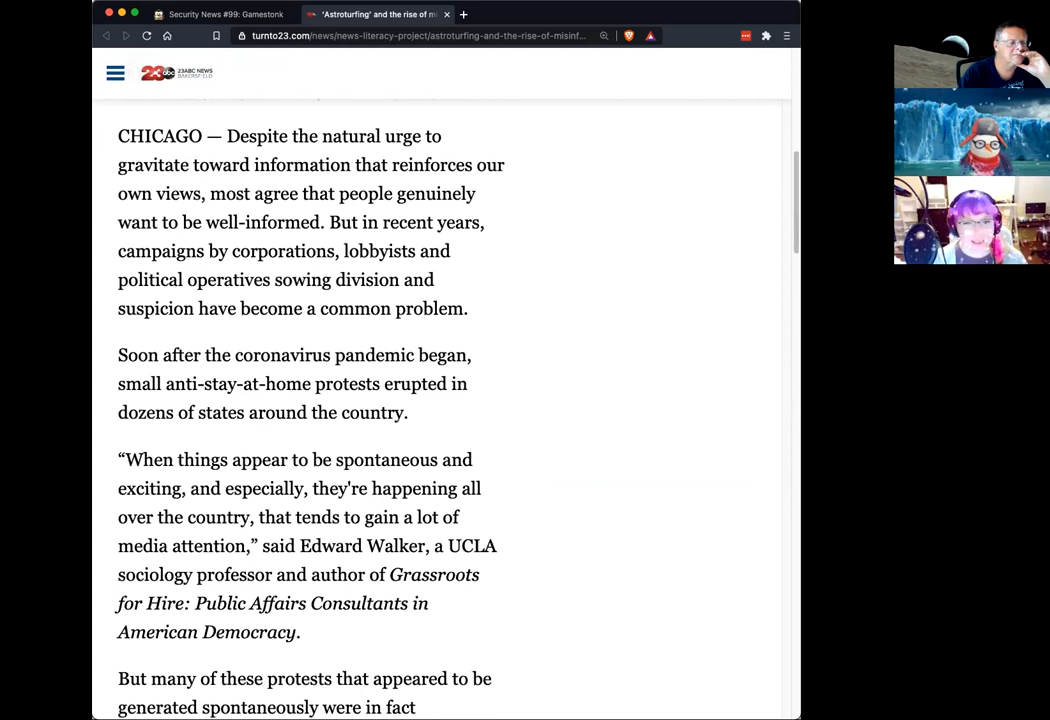 Security News #99: Gamestonk
'Astroturfing' and the rise of mi
turnto23.com/news/news-literacy-project/astroturfing-and-the-rise-of-misinf...
23 abc 23ABC NEWS
BAKERSFIELD
CHICAGO — Despite the natural urge to
gravitate toward information that reinforces our
own views, most agree that people genuinely
want to be well-informed. But in recent years,
campaigns by corporations, lobbyists and
political operatives sowing division and
suspicion have become a common problem.
Soon after the coronavirus pandemic began,
small anti-stay-at-home protests erupted in
dozens of states around the country.
“When things appear to be spontaneous and
exciting, and especially, they're happening all
over the country, that tends to gain a lot of
media attention,” said Edward Walker, a UCLA
sociology professor and author of Grassroots
for Hire: Public Affairs Consultants in
American Democracy.
But many of these protests that appeared to be
generated spontaneously were in fact